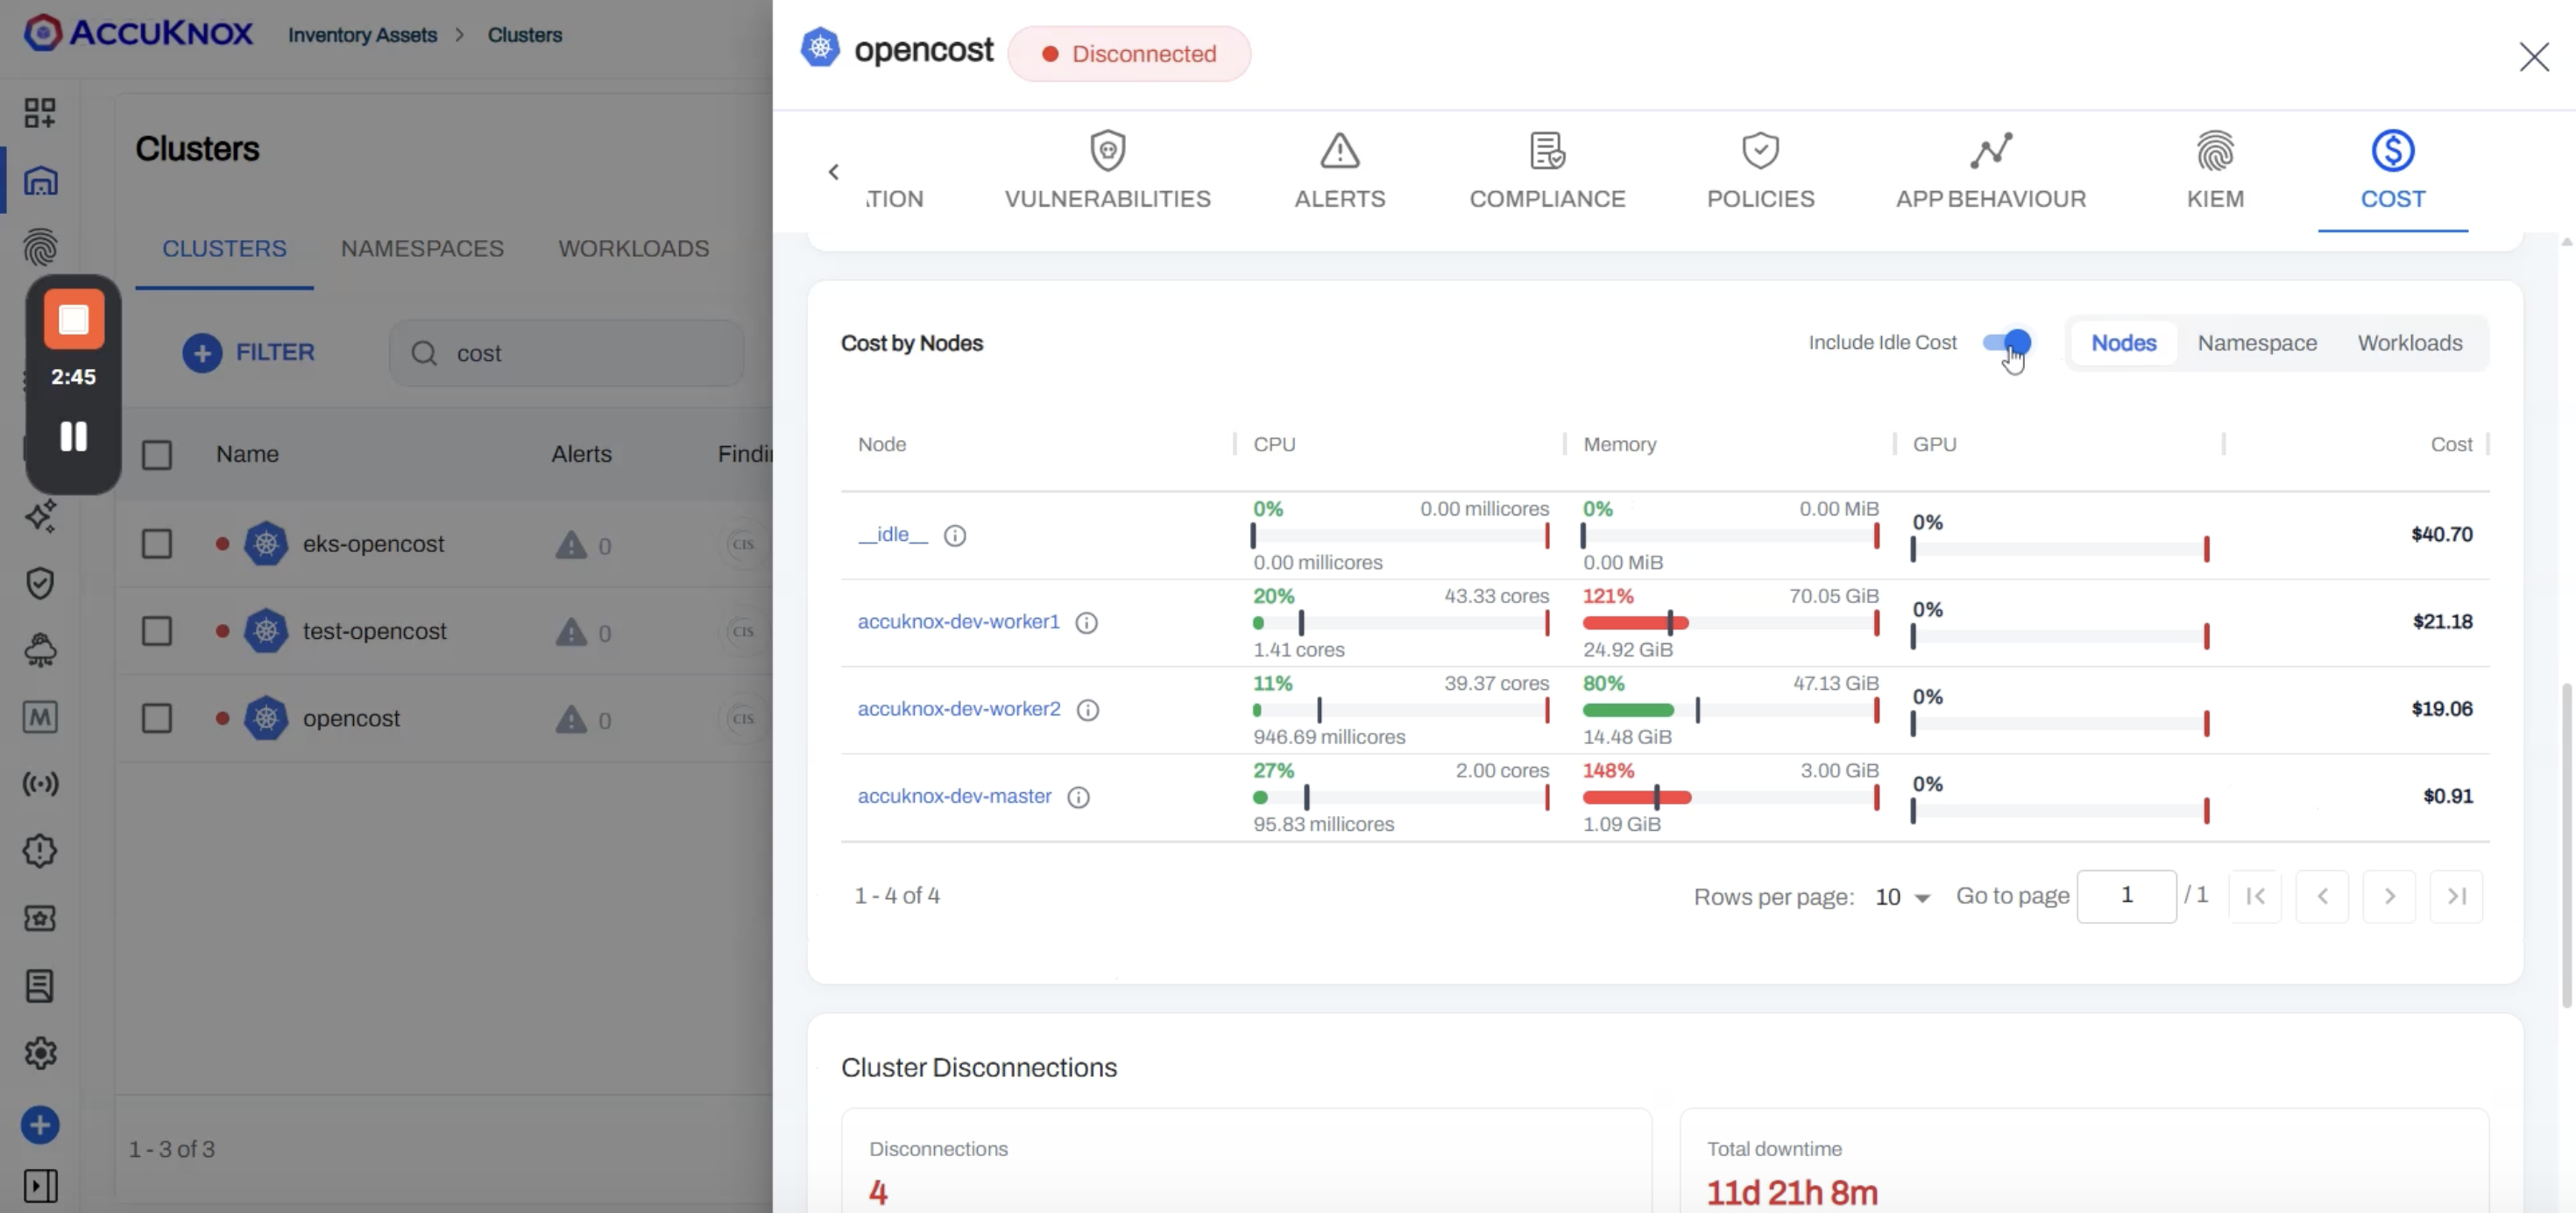 ACCUKNOX
Inventory Assets > Clusters
Clusters
CLUSTERS NAMESPACES WORKLOADS
FILTER
cost
2:45
Name Alerts Findi
eks-opencost 0 CIS
test-opencost 0 CIS
opencost 0 CIS
1 - 3 of 3
opencost Disconnected
ATION VULNERABILITIES ALERTS COMPLIANCE POLICIES APP BEHAVIOUR KIEM COST
Cost by Nodes Include Idle Cost Nodes Namespace Workloads
Node CPU Memory GPU Cost
0% 0.00 millicores 0% 0.00 MiB
__idle__ 0% $40.70
0.00 millicores 0.00 MiB
20% 43.33 cores 121% 70.05 GiB
accuknox-dev-worker1 0% $21.18
1.41 cores 24.92 GiB
11% 39.37 cores 80% 47.13 GiB
accuknox-dev-worker2 0% $19.06
946.69 millicores 14.48 GiB
27% 2.00 cores 148% 3.00 GiB
accuknox-dev-master 0% $0.91
95.83 millicores 1.09 GiB
1 - 4 of 4 Rows per page: 10 Go to page 1 / 1
Cluster Disconnections
Disconnections Total downtime
4 11d 21h 8m